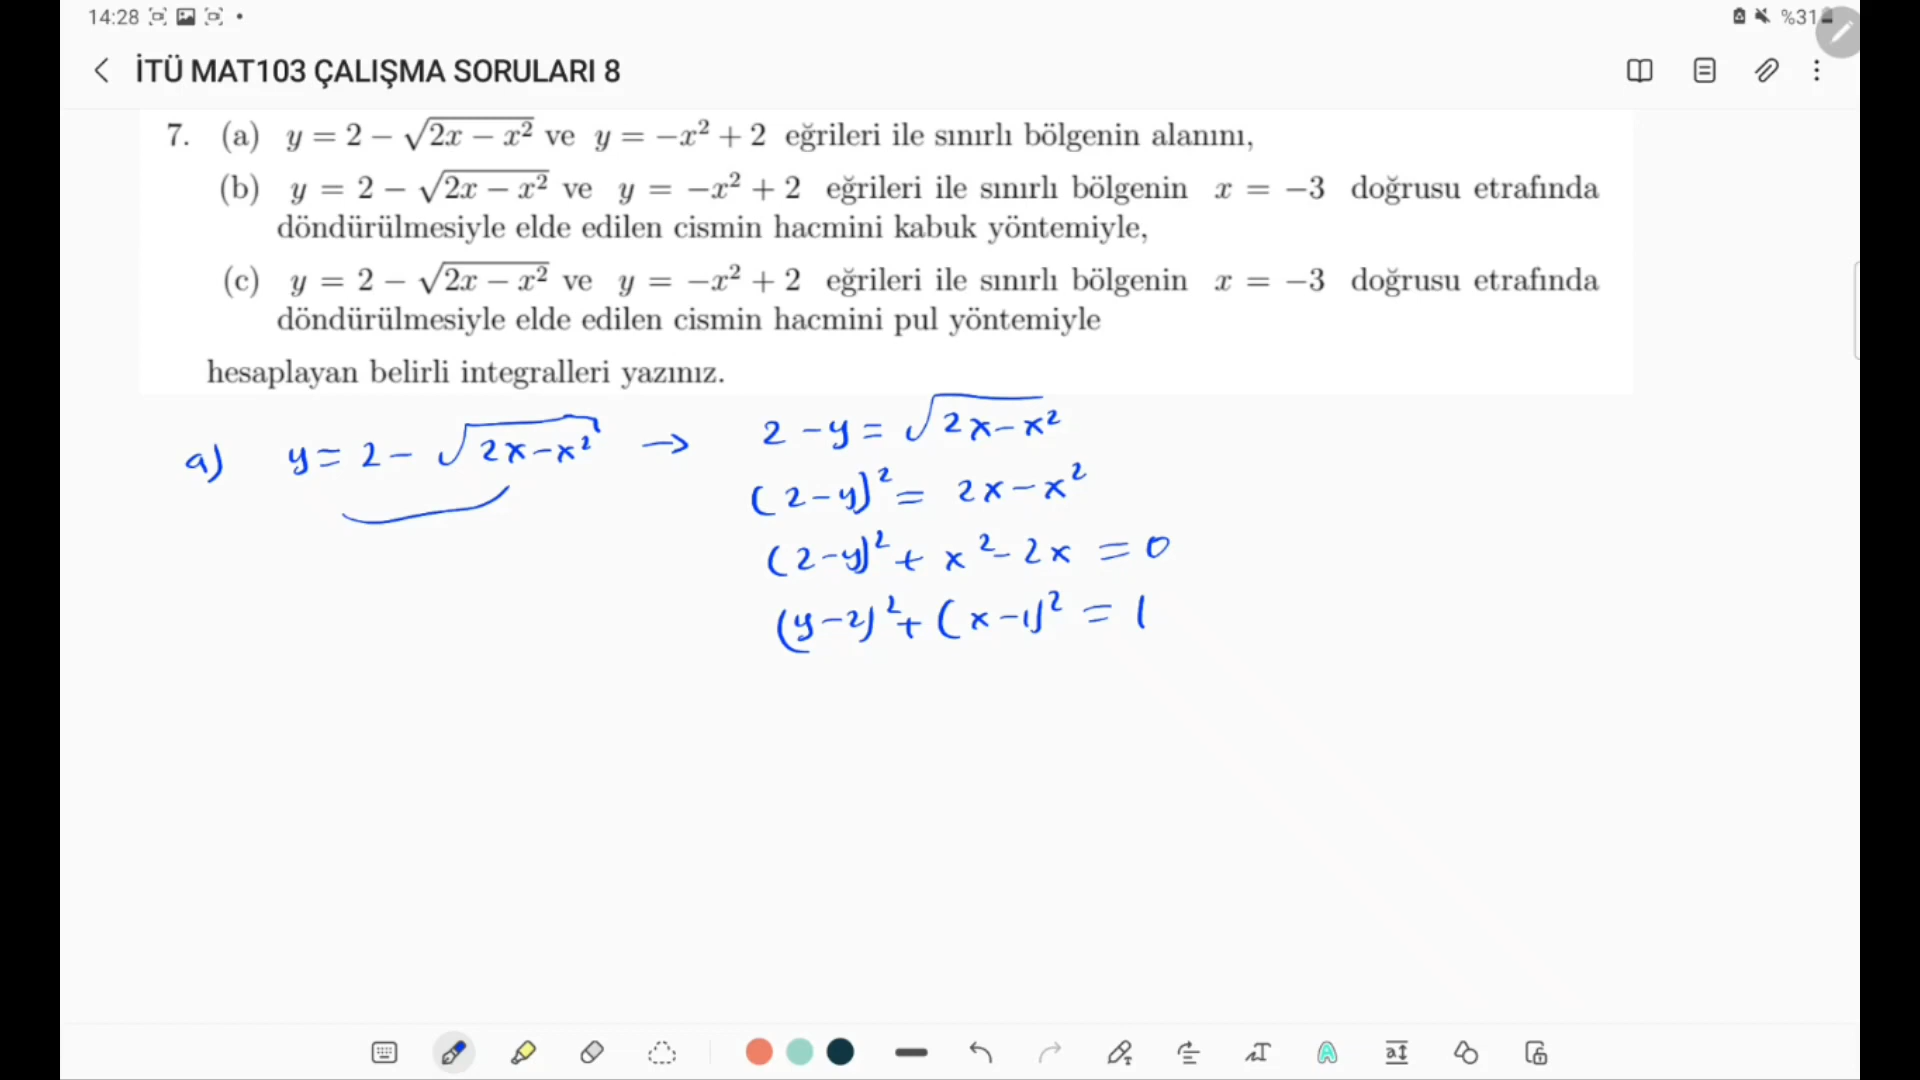 14:28
%31
İTÜ MAT103 ÇALIŞMA SORULARI 8
7. (a) y = 2 − √(2x − x²) ve y = −x² + 2 eğrileri ile sınırlı bölgenin alanını,
(b) y = 2 − √(2x − x²) ve y = −x² + 2 eğrileri ile sınırlı bölgenin x = −3 doğrusu etrafında
döndürülmesiyle elde edilen cismin hacmini kabuk yöntemiyle,
(c) y = 2 − √(2x − x²) ve y = −x² + 2 eğrileri ile sınırlı bölgenin x = −3 doğrusu etrafında
döndürülmesiyle elde edilen cismin hacmini pul yöntemiyle
hesaplayan belirli integralleri yazınız.
a) y = 2 − √(2x−x²) → 2 − y = √(2x−x²)
(2−y)² = 2x−x²
(2−y)² + x² − 2x = 0
(y−2)² + (x−1)² = 1